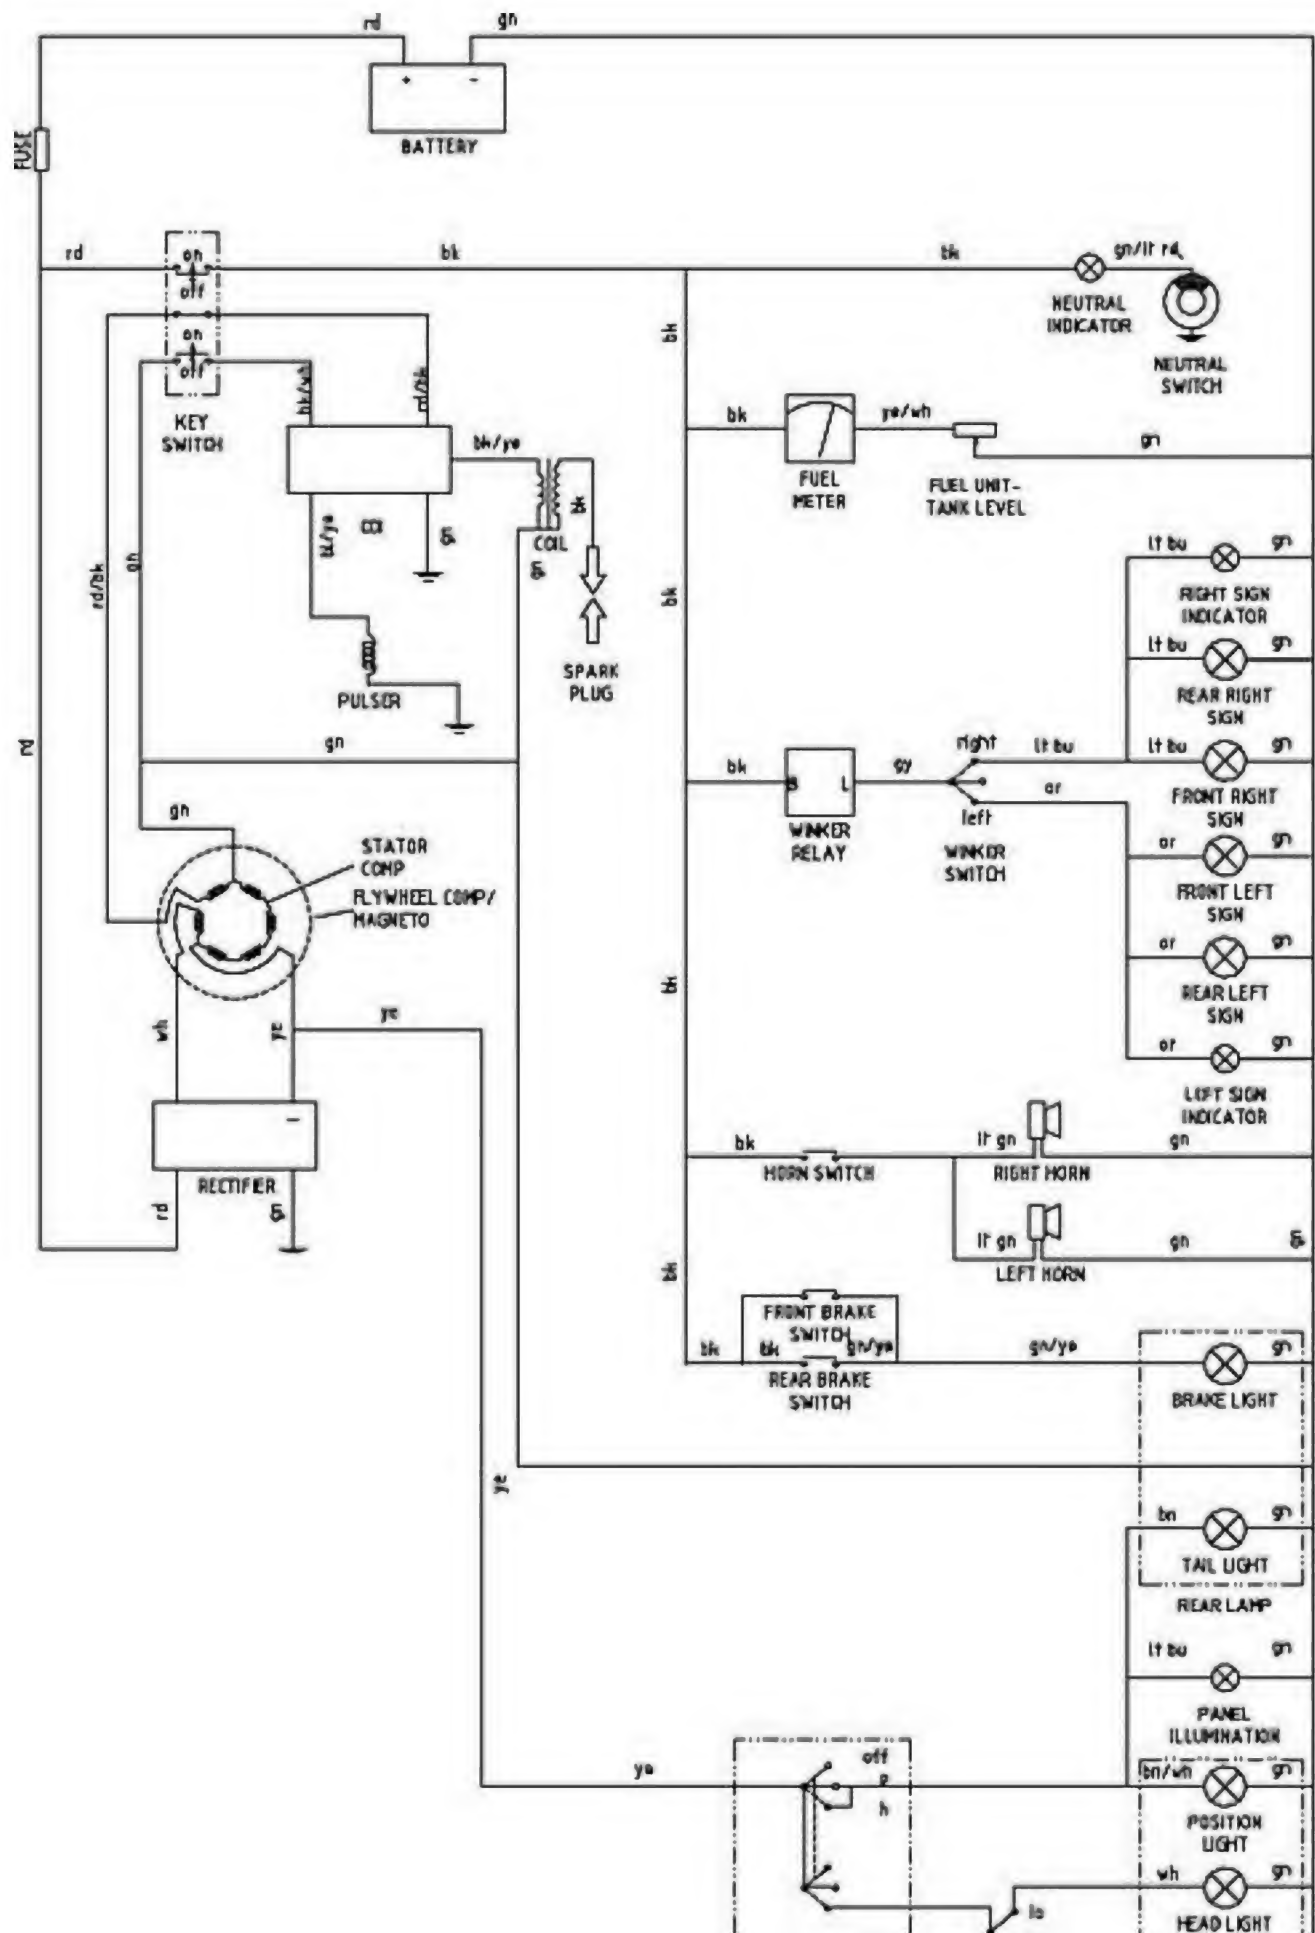 rd
gn
+ -
BATTERY
FUSE
rd
on
bk
bk
gn/lt rd
off
NEUTRAL
INDICATOR
on
off
bk
NEUTRAL
SWITCH
KEY
SWITCH
bk/wh
rd/bk
bk
ye/wh
gn
bk/ye
FUEL
METER
FUEL UNIT-
TANK LEVEL
bl/ye
CDI
gn
COIL
bk
gn
lt bu
gn
RIGHT SIGN
INDICATOR
rd/bk
gn
bk
SPARK
PLUG
lt bu
gn
REAR RIGHT
SIGN
PULSER
rd
gn
bk
B L
gy
right
lt bu
lt bu
gn
FRONT RIGHT
SIGN
or
left
WINKER
RELAY
WINKER
SWITCH
gn
STATOR
COMP
FLYWHEEL COMP/
MAGNETO
or
gn
FRONT LEFT
SIGN
bk
or
gn
REAR LEFT
SIGN
wh
ye
ye
or
gn
LEFT SIGN
INDICATOR
RECTIFIER
rd
gn
bk
HORN SWITCH
lt gn
RIGHT HORN
gn
bk
lt gn
LEFT HORN
gn
gn
FRONT BRAKE
SWITCH
bk
bk
gn/ye
gn/ye
gn
REAR BRAKE
SWITCH
BRAKE LIGHT
ye
bn
gn
TAIL LIGHT
REAR LAMP
lt bu
gn
PANEL
ILLUMINATION
ye
off
p
h
bn/wh
gn
POSITION
LIGHT
wh
gn
lo
HEAD LIGHT